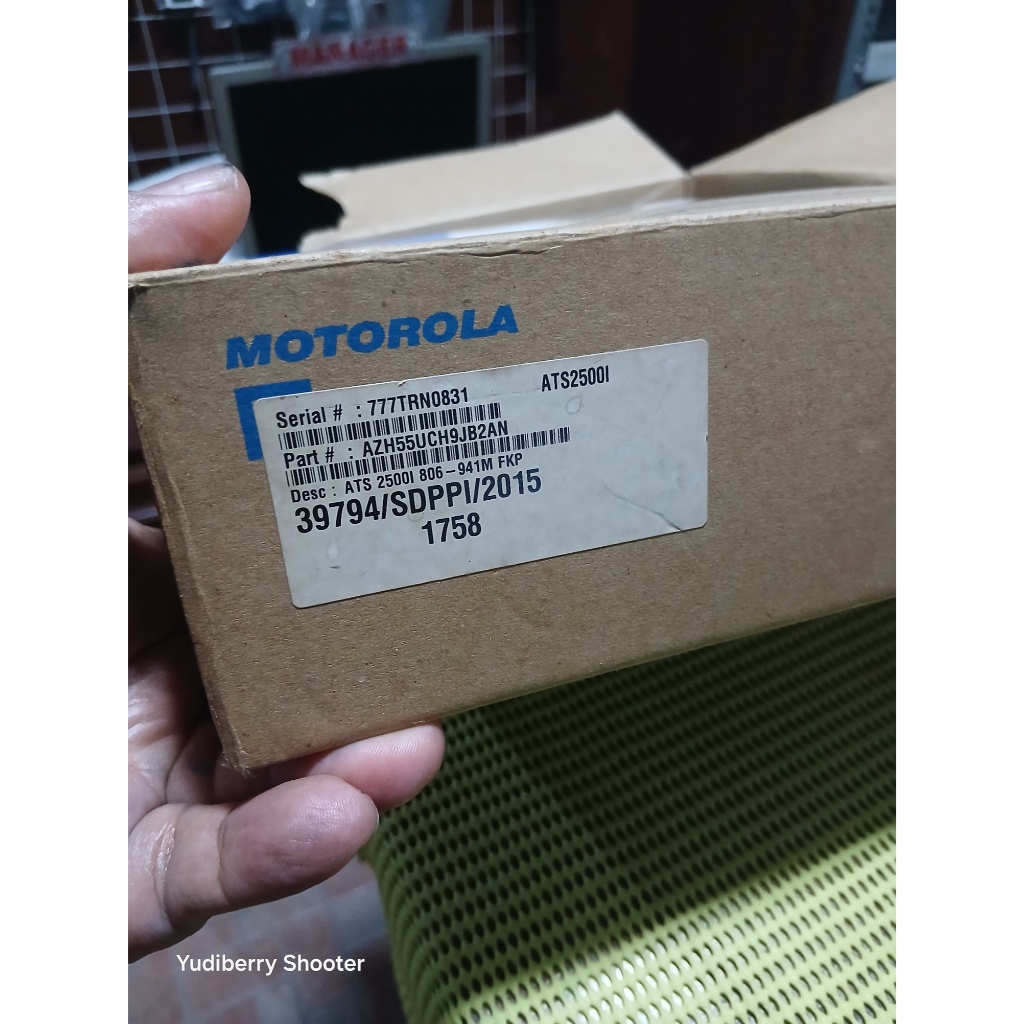 MANAGER
MOTOROLA
Serial # : 777TRN0831 ATS2500I
Part # : AZH55UCH9JB2AN
Desc : ATS 2500I 806-941M FKP
39794/SDPPI/2015
1758
Yudiberry Shooter